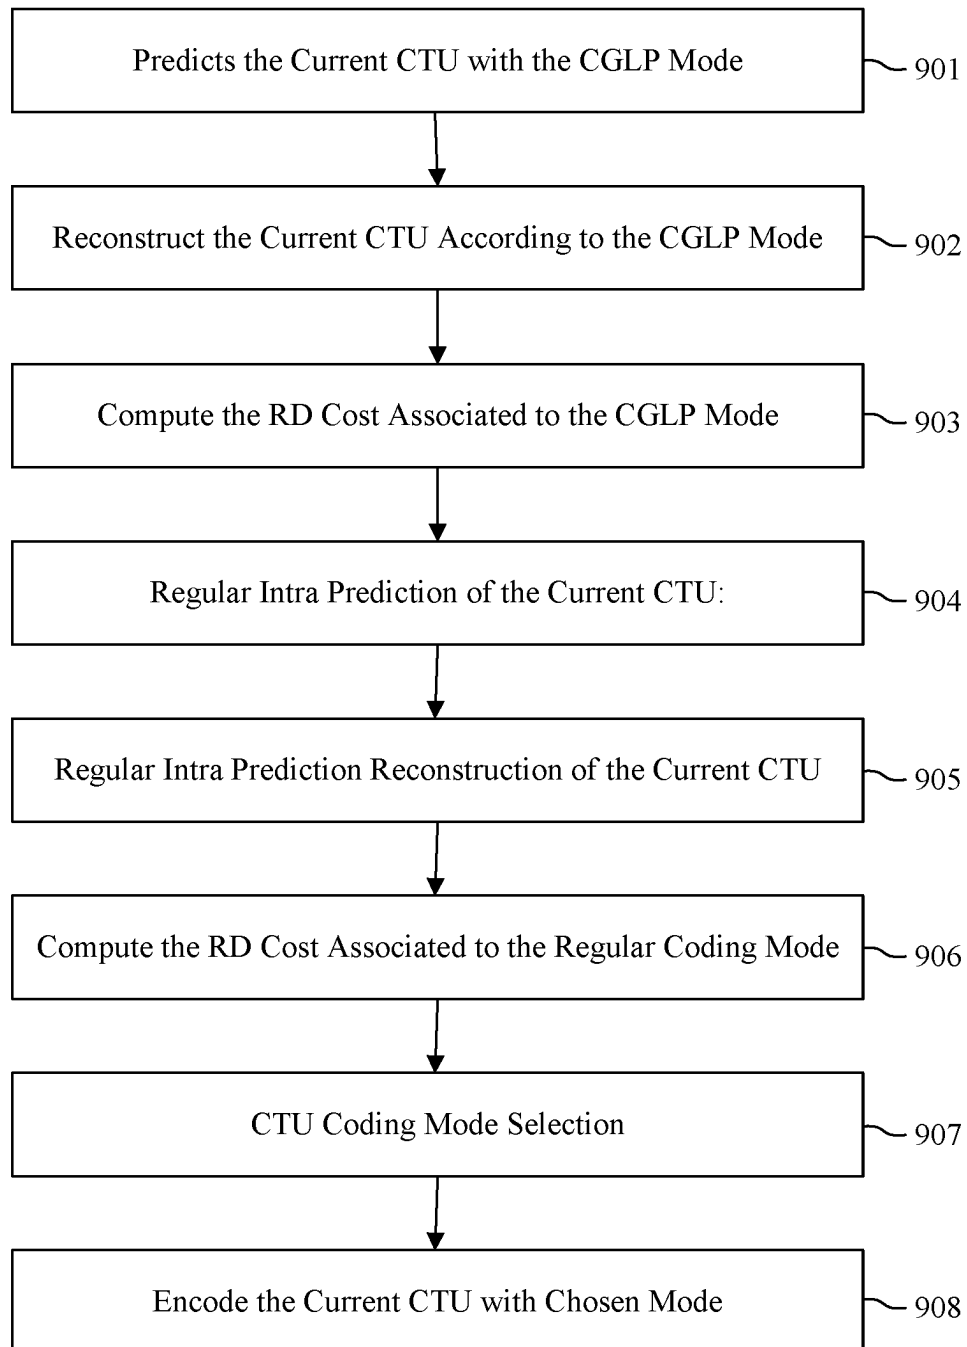 Predicts the Current CTU with the CGLP Mode
901
Reconstruct the Current CTU According to the CGLP Mode
902
Compute the RD Cost Associated to the CGLP Mode
903
Regular Intra Prediction of the Current CTU:
904
Regular Intra Prediction Reconstruction of the Current CTU
905
Compute the RD Cost Associated to the Regular Coding Mode
906
CTU Coding Mode Selection
907
Encode the Current CTU with Chosen Mode
908